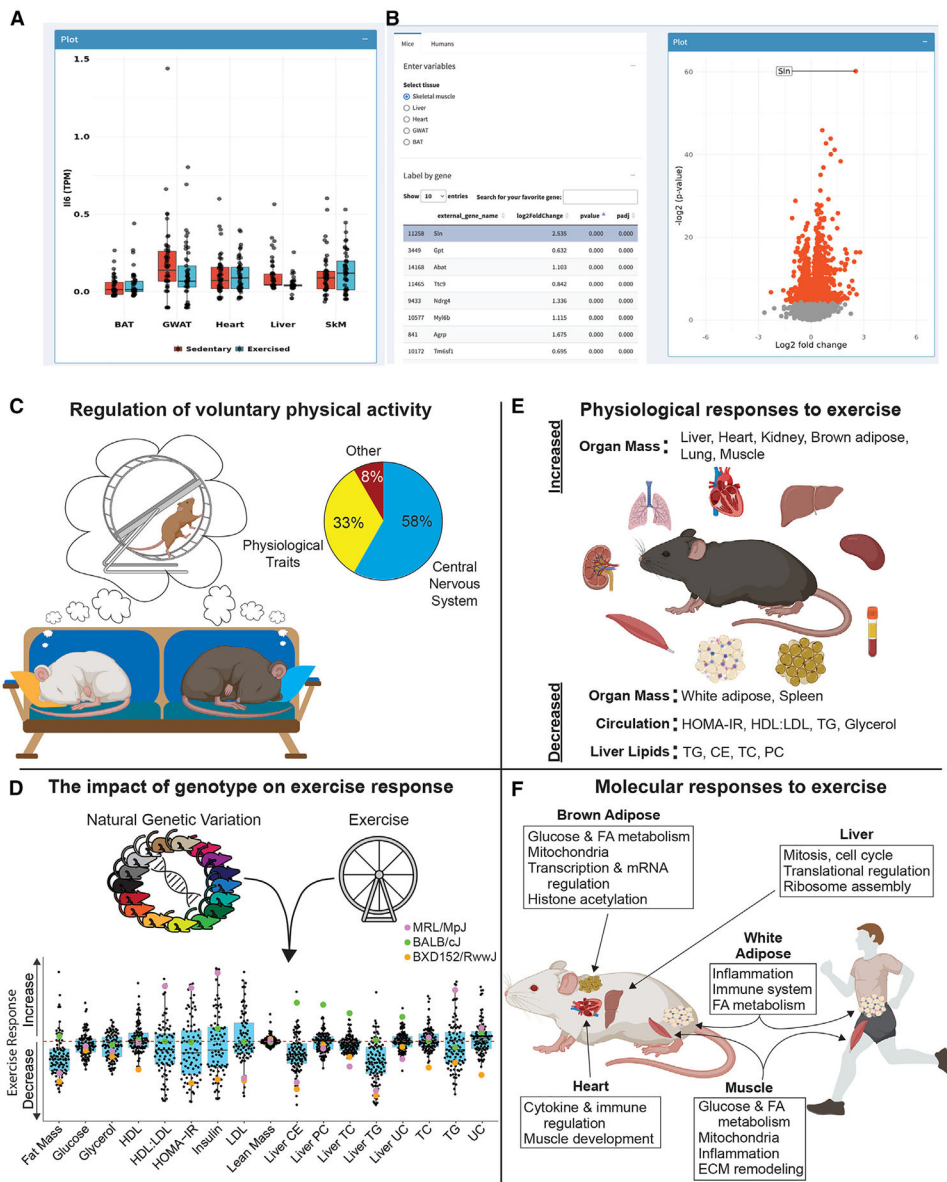 A
Plot
–
1.5
1.0
0.5
0.0
Il6 (TPM)
BAT GWAT Heart Liver SkM
Sedentary Exercised
B
Mice Humans
Enter variables –
Select tissue
Skeletal muscle
Liver
Heart
GWAT
BAT
Label by gene –
Show 10 entries Search for your favorite gene:
external_gene_name log2FoldChange pvalue padj
11258 Sln 2.535 0.000 0.000
3449 Gpt 0.632 0.000 0.000
14168 Abat 1.103 0.000 0.000
11465 Ttc9 0.842 0.000 0.000
9433 Ndrg4 1.336 0.000 0.000
10577 Myl6b 1.115 0.000 0.000
841 Agrp 1.675 0.000 0.000
10172 Tm6sf1 0.695 0.000 0.000
Plot
–
Sln
60
40
20
0
-log2 (p-value)
-6 -3 0 3 6
Log2 fold change
C Regulation of voluntary physical activity
Other
8%
33%
58%
Physiological
Traits
Central
Nervous
System
E Physiological responses to exercise
Increased
Organ Mass : Liver, Heart, Kidney, Brown adipose,
Lung, Muscle
Decreased
Organ Mass : White adipose, Spleen
Circulation : HOMA-IR, HDL:LDL, TG, Glycerol
Liver Lipids : TG, CE, TC, PC
D The impact of genotype on exercise response
Natural Genetic Variation
Exercise
MRL/MpJ
BALB/cJ
BXD152/RwwJ
Exercise Response
Decrease Increase
Fat Mass
Glucose
Glycerol
HDL
HDL:LDL
HOMA-IR
Insulin
LDL
Lean Mass
Liver CE
Liver PC
Liver TC
Liver TG
Liver UC
TC
TG
UC
F Molecular responses to exercise
Brown Adipose
Glucose & FA metabolism
Mitochondria
Transcription & mRNA
regulation
Histone acetylation
Liver
Mitosis, cell cycle
Translational regulation
Ribosome assembly
White
Adipose
Inflammation
Immune system
FA metabolism
Heart
Cytokine & immune
regulation
Muscle development
Muscle
Glucose & FA
metabolism
Mitochondria
Inflammation
ECM remodeling